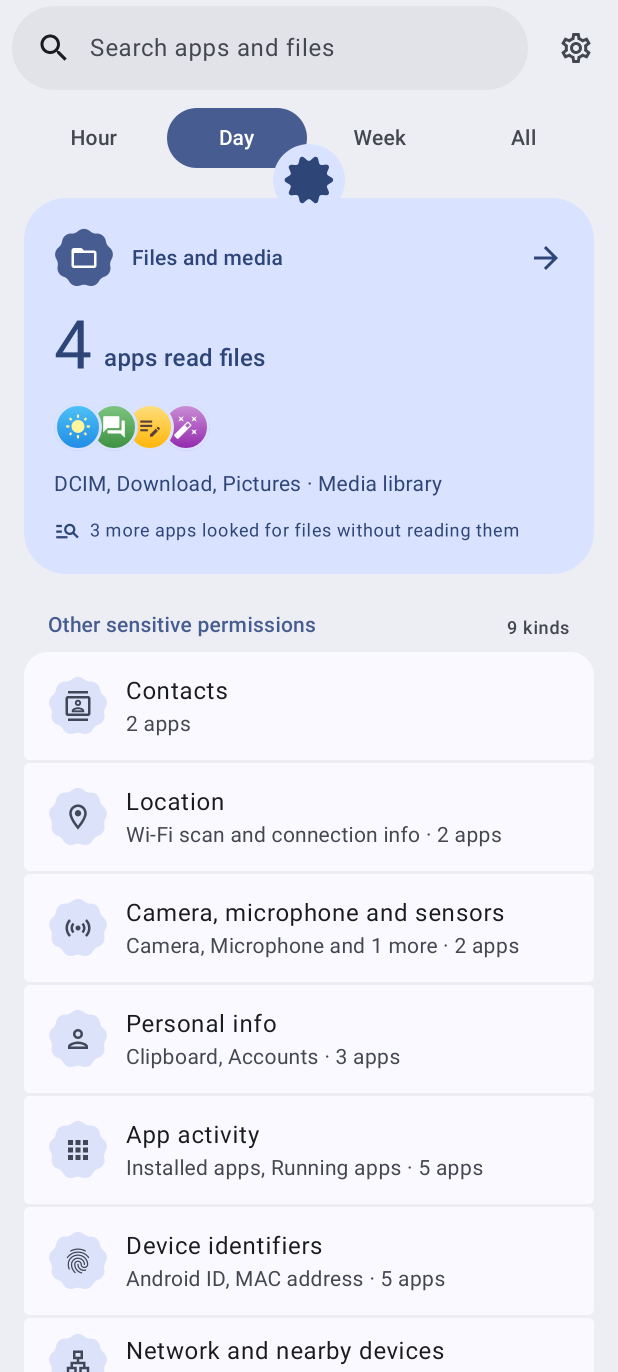 Search apps and files
Hour
Day
Week
All
Files and media
4 apps read files
DCIM, Download, Pictures · Media library
3 more apps looked for files without reading them
Other sensitive permissions
9 kinds
Contacts
2 apps
Location
Wi-Fi scan and connection info · 2 apps
Camera, microphone and sensors
Camera, Microphone and 1 more · 2 apps
Personal info
Clipboard, Accounts · 3 apps
App activity
Installed apps, Running apps · 5 apps
Device identifiers
Android ID, MAC address · 5 apps
Network and nearby devices